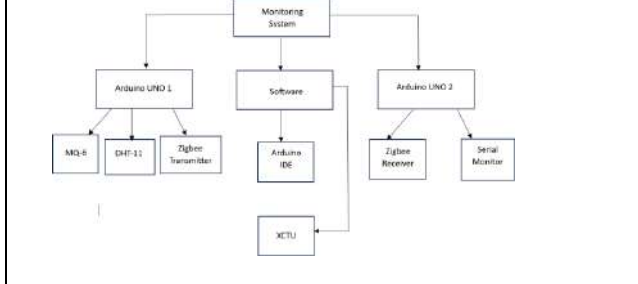 Monitoring
System
Arduino UNO 1
Software
Arduino UNO 2
MQ-6
DHT-11
Zigbee
Transmitter
Arduino
IDE
Zigbee
Receiver
Serial
Monitor
XCTU